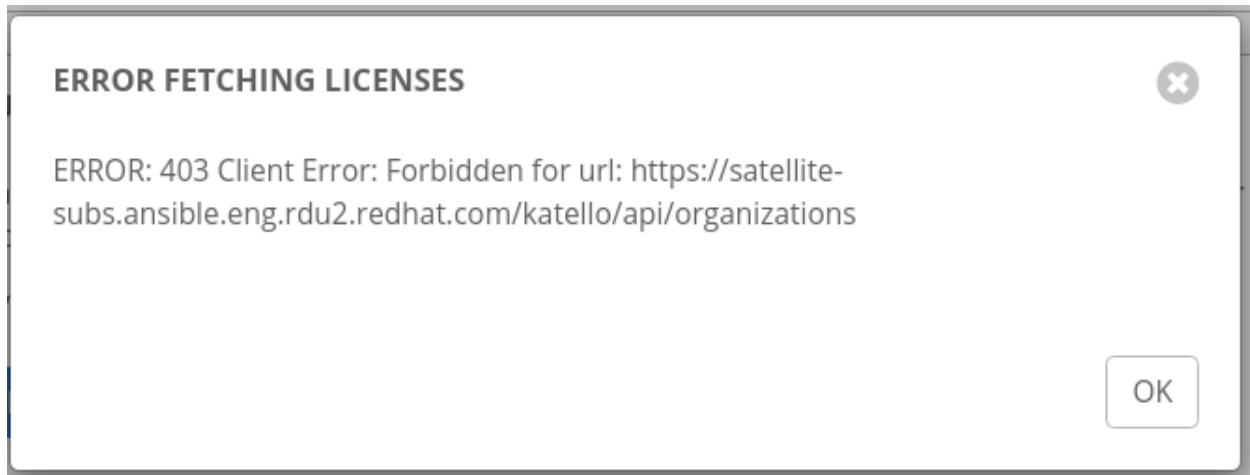 ERROR FETCHING LICENSES
ERROR: 403 Client Error: Forbidden for url: https://satellite-
subs.ansible.eng.rdu2.redhat.com/katello/api/organizations
OK